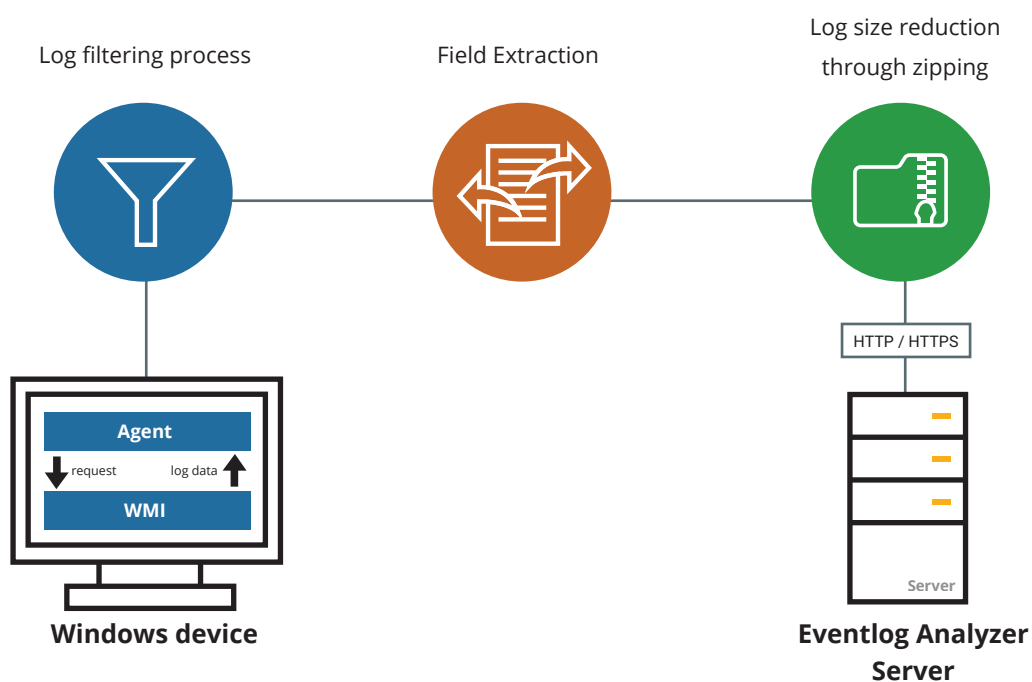 Log filtering process
Field Extraction
Log size reduction
through zipping
HTTP / HTTPS
Agent
request
log data
WMI
Server
Windows device
Eventlog Analyzer
Server